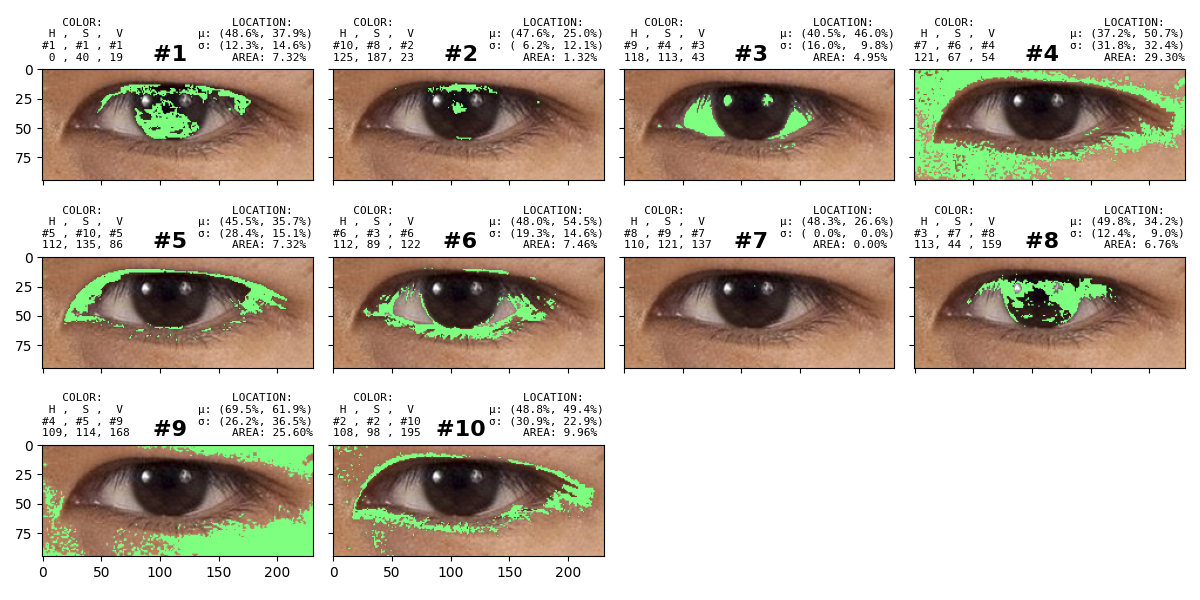 COLOR: LOCATION: COLOR: LOCATION: COLOR: LOCATION: COLOR: LOCATION:
H , S , V μ: (48.6%, 37.9%) H , S , V μ: (47.6%, 25.0%) H , S , V μ: (40.5%, 46.0%) H , S , V μ: (37.2%, 50.7%)
#1 , #1 , #1 #1 σ: (12.3%, 14.6%) #10, #8 , #2 #2 σ: ( 6.2%, 12.1%) #9 , #4 , #3 #3 σ: (16.0%, 9.8%) #7 , #6 , #4 #4 σ: (31.8%, 32.4%)
0 , 40 , 19 AREA: 7.32% 125, 187, 23 AREA: 1.32% 118, 113, 43 AREA: 4.95% 121, 67 , 54 AREA: 29.30%
0
25
50
75
COLOR: LOCATION: COLOR: LOCATION: COLOR: LOCATION: COLOR: LOCATION:
H , S , V μ: (45.5%, 35.7%) H , S , V μ: (48.0%, 54.5%) H , S , V μ: (48.3%, 26.6%) H , S , V μ: (49.8%, 34.2%)
#5 , #10, #5 #5 σ: (28.4%, 15.1%) #6 , #3 , #6 #6 σ: (19.3%, 14.6%) #8 , #9 , #7 #7 σ: ( 0.0%, 0.0%) #3 , #7 , #8 #8 σ: (12.4%, 9.0%)
112, 135, 86 AREA: 7.32% 112, 89 , 122 AREA: 7.46% 110, 121, 137 AREA: 0.00% 113, 44 , 159 AREA: 6.76%
0
25
50
75
COLOR: LOCATION: COLOR: LOCATION:
H , S , V μ: (69.5%, 61.9%) H , S , V μ: (48.8%, 49.4%)
#4 , #5 , #9 #9 σ: (26.2%, 36.5%) #2 , #2 , #10 #10 σ: (30.9%, 22.9%)
109, 114, 168 AREA: 25.60% 108, 98 , 195 AREA: 9.96%
0
25
50
75
0 50 100 150 200 0 50 100 150 200